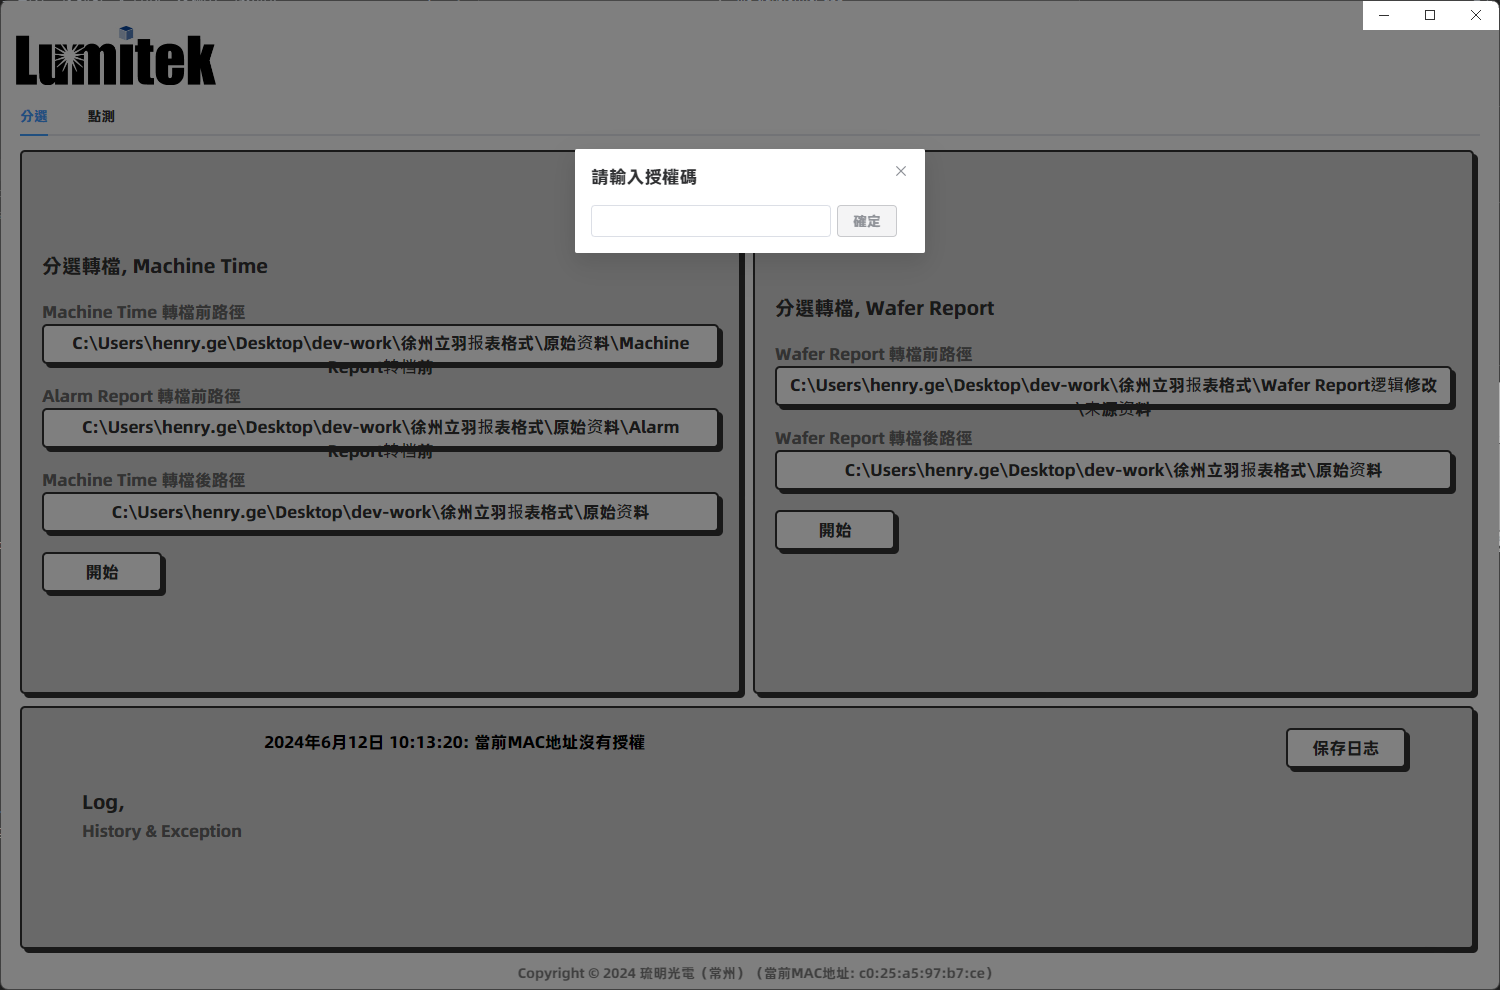 Lumitek
分選
點測
請輸入授權碼
確定
分選轉檔, Machine Time
Machine Time 轉檔前路徑
C:\Users\henry.ge\Desktop\dev-work\徐州立羽报表格式\原始资料\Machine
Report转档前
Alarm Report 轉檔前路徑
C:\Users\henry.ge\Desktop\dev-work\徐州立羽报表格式\原始资料\Alarm
Report转档前
Machine Time 轉檔後路徑
C:\Users\henry.ge\Desktop\dev-work\徐州立羽报表格式\原始资料
開始
分選轉檔, Wafer Report
Wafer Report 轉檔前路徑
C:\Users\henry.ge\Desktop\dev-work\徐州立羽报表格式\Wafer Report逻辑修改
\来源资料
Wafer Report 轉檔後路徑
C:\Users\henry.ge\Desktop\dev-work\徐州立羽报表格式\原始资料
開始
2024年6月12日 10:13:20: 當前MAC地址沒有授權
保存日志
Log,
History & Exception
Copyright © 2024 琉明光電（常州）（當前MAC地址: c0:25:a5:97:b7:ce）